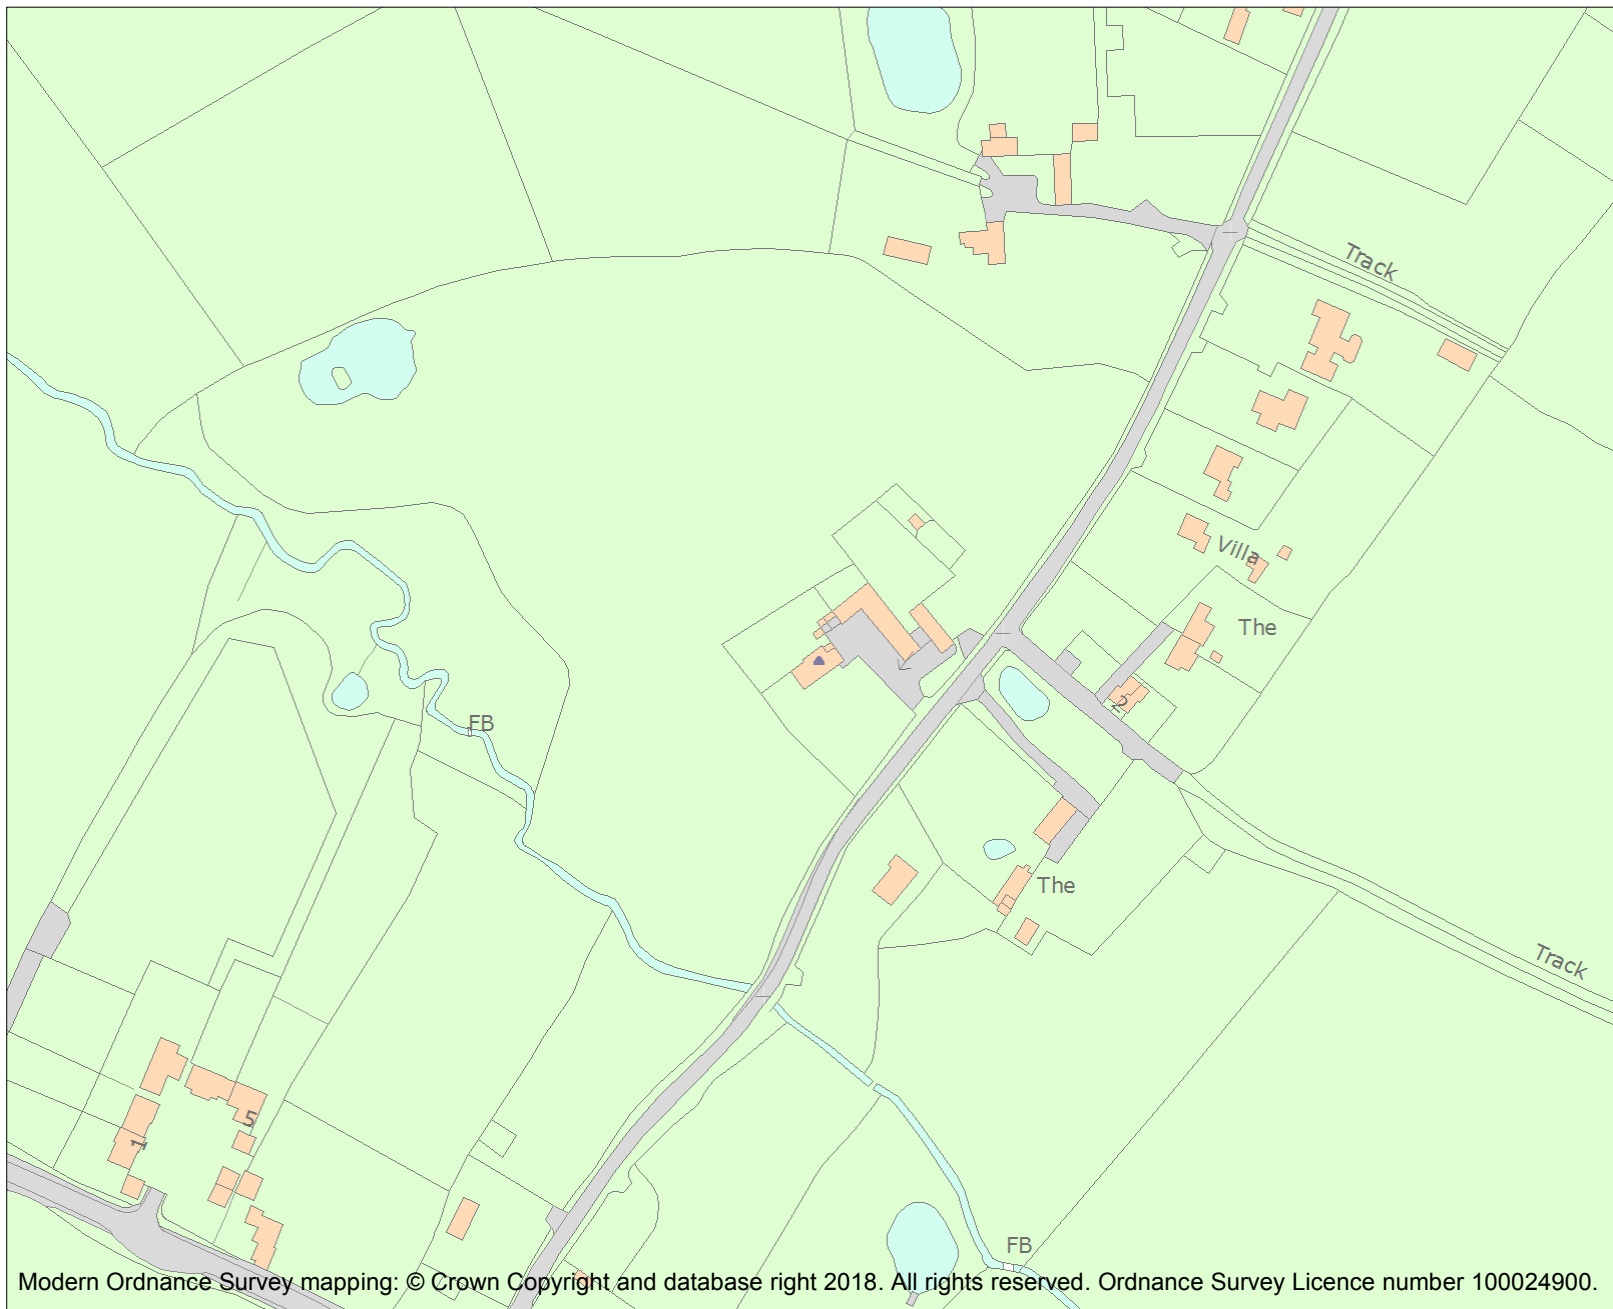 Track
Villa
The
2
FB
The
Track
5
1
FB
Modern Ordnance Survey mapping: © Crown Copyright and database right 2018. All rights reserved. Ordnance Survey Licence number 100024900.